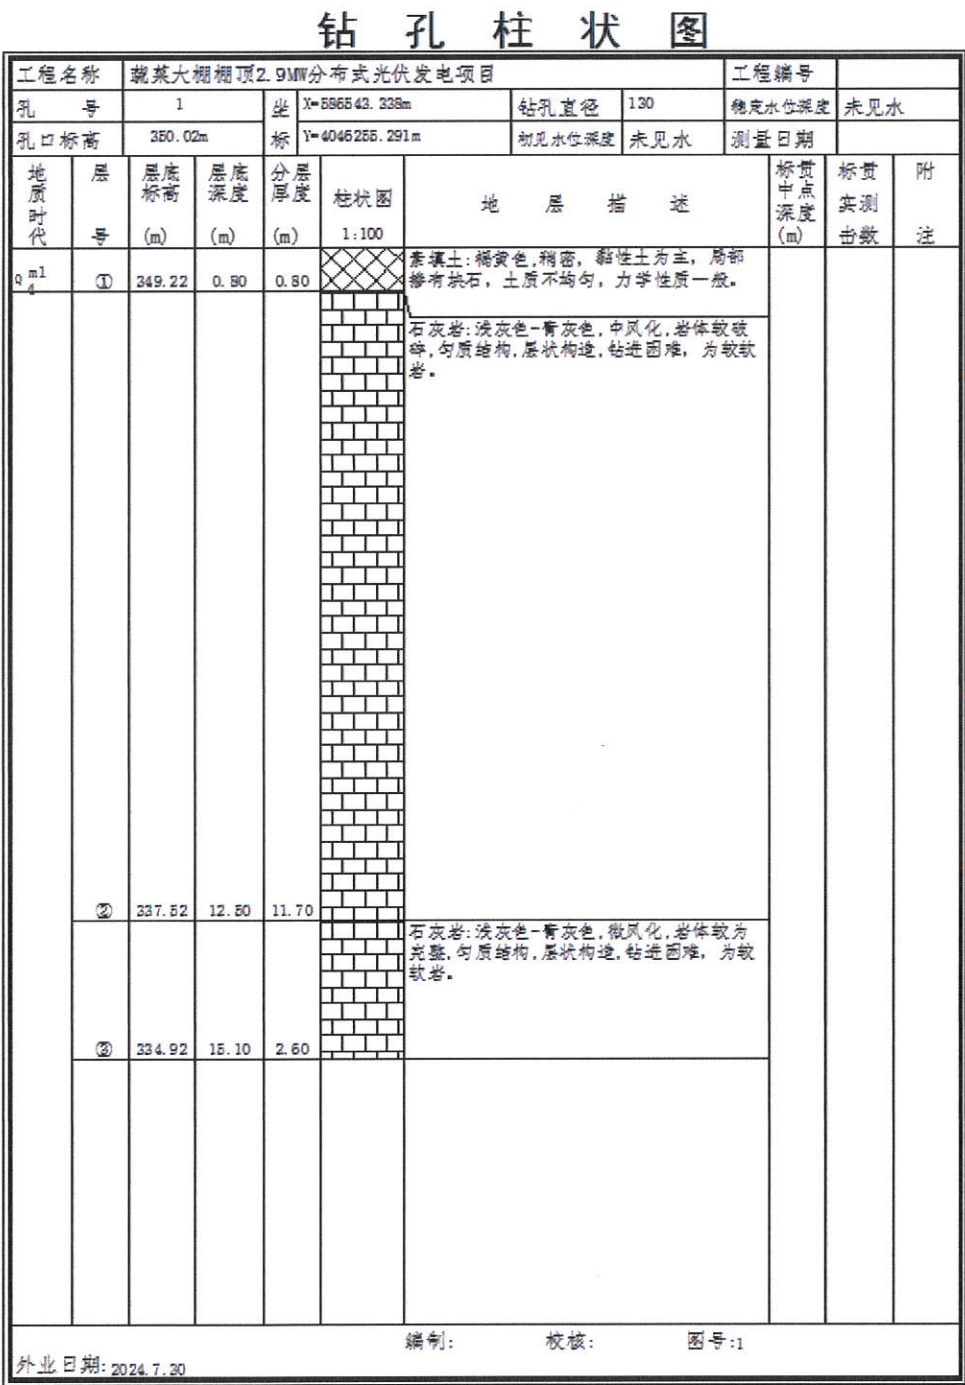 钻孔柱状图
工程名称 蔬菜大棚棚顶2.9MW分布式光伏发电项目 工程编号
孔号 1 坐标 X=586543.338m 钻孔直径 130 稳定水位深度 未见水
孔口标高 350.02m Y=4046255.291m 初见水位深度 未见水 测量日期
地质时代 层号 层底标高(m) 层底深度(m) 分层厚度(m) 柱状图 1:100 地层描述 标贯中点深度(m) 标贯实测击数 附注
素填土:褐黄色,稍密,黏性土为主,局部
Q4ml ① 349.22 0.80 0.80 掺有块石,土质不均匀,力学性质一般。
石灰岩:浅灰色-青灰色,中风化,岩体较破
碎,匀质结构,层状构造,钻进困难,为较软
岩。
② 337.52 12.50 11.70
石灰岩:浅灰色-青灰色,微风化,岩体较为
完整,匀质结构,层状构造,钻进困难,为较
软岩。
③ 334.92 15.10 2.60
编制: 校核: 图号:1
外业日期:2024.7.30